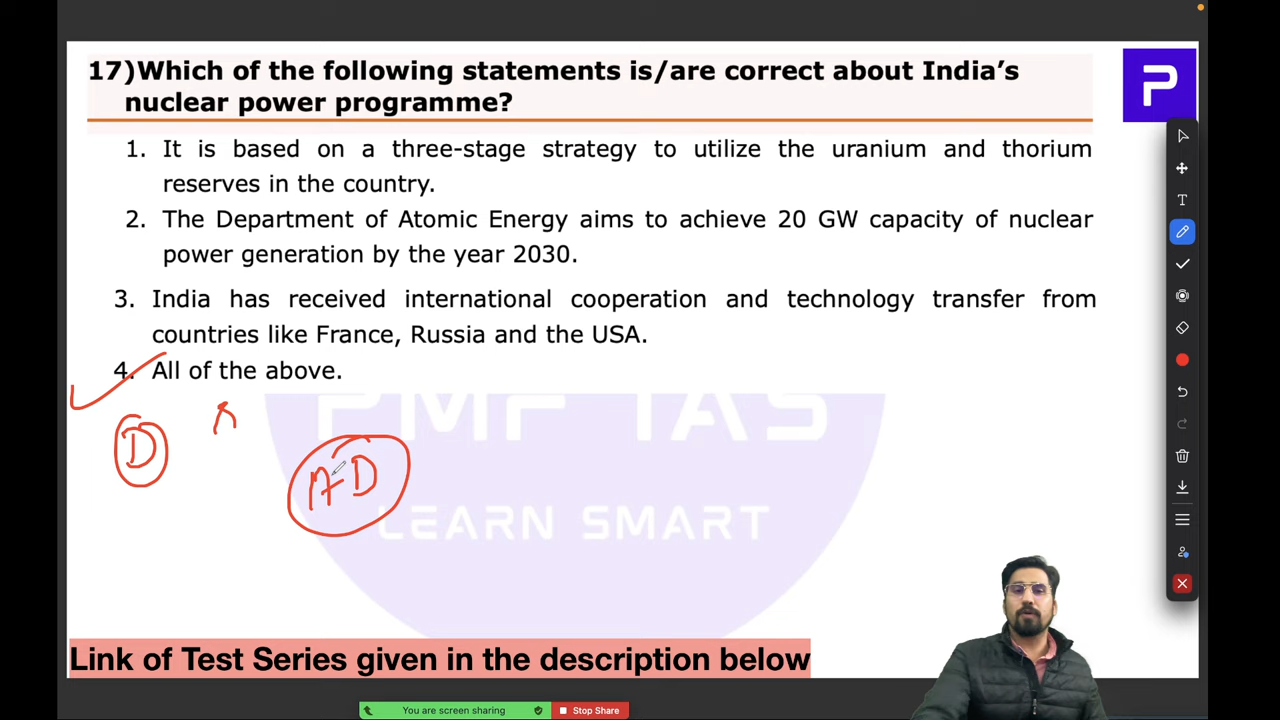 17)Which of the following statements is/are correct about India's
nuclear power programme?
P
1. It is based on a three-stage strategy to utilize the uranium and thorium
reserves in the country.
2. The Department of Atomic Energy aims to achieve 20 GW capacity of nuclear
power generation by the year 2030.
3. India has received international cooperation and technology transfer from
countries like France, Russia and the USA.
4. All of the above.
D
D
LEARN SMART
Link of Test Series given in the description below
You are screen sharing
Stop Share
T